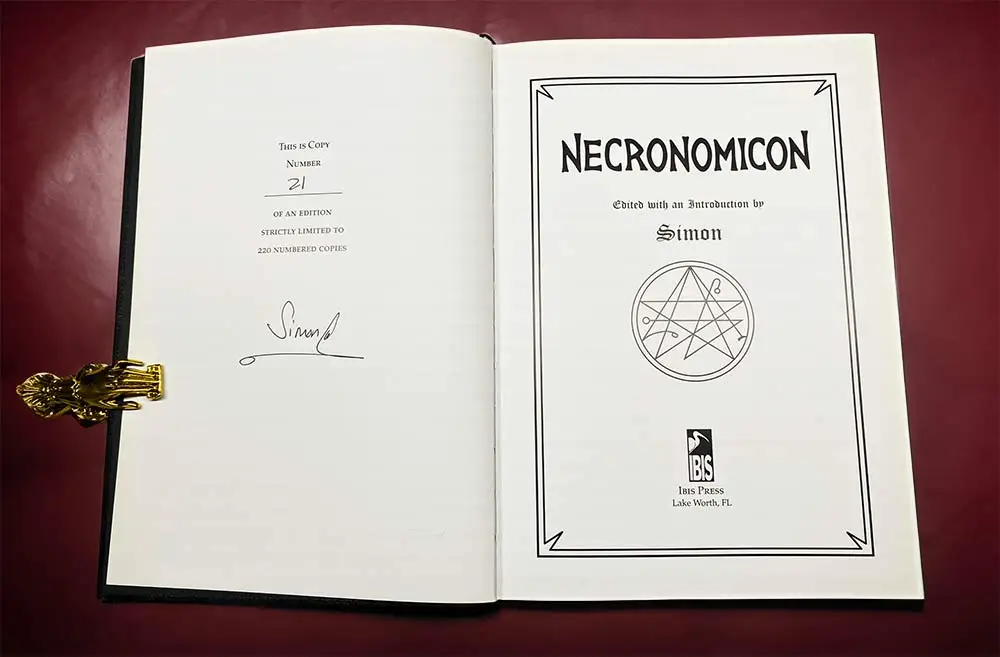 THIS IS COPY
NUMBER
21
OF AN EDITION
STRICTLY LIMITED TO
220 NUMBERED COPIES
Simon
NECRONOMICON
Edited with an Introduction by
Simon
IBIS
IBIS PRESS
LAKE WORTH, FL